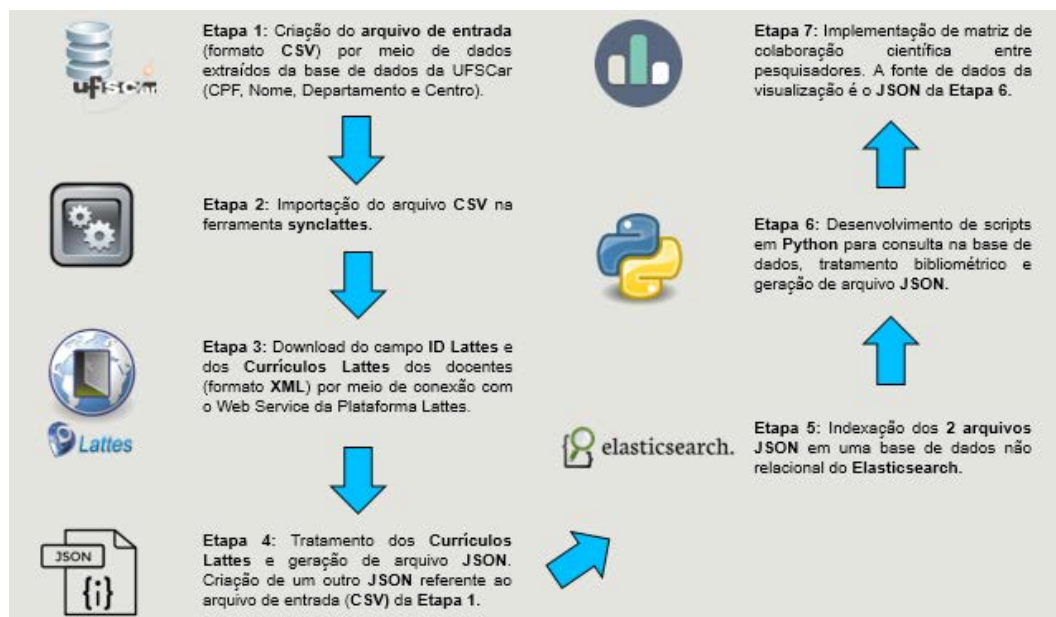 ufscar
Etapa 1: Criação do arquivo de entrada
(formato CSV) por meio de dados
extraídos da base de dados da UFSCar
(CPF, Nome, Departamento e Centro).
Etapa 2: Importação do arquivo CSV na
ferramenta synclattes.
Etapa 3: Download do campo ID Lattes e
dos Currículos Lattes dos docentes
(formato XML) por meio de conexão com
o Web Service da Plataforma Lattes.
Lattes
JSON
{i}
Etapa 4: Tratamento dos Currículos
Lattes e geração de arquivo JSON.
Criação de um outro JSON referente ao
arquivo de entrada (CSV) da Etapa 1.
elasticsearch.
Etapa 5: Indexação dos 2 arquivos
JSON em uma base de dados não
relacional do Elasticsearch.
Etapa 6: Desenvolvimento de scripts
em Python para consulta na base de
dados, tratamento bibliométrico e
geração de arquivo JSON.
Etapa 7: Implementação de matriz de
colaboração científica entre
pesquisadores. A fonte de dados da
visualização é o JSON da Etapa 6.